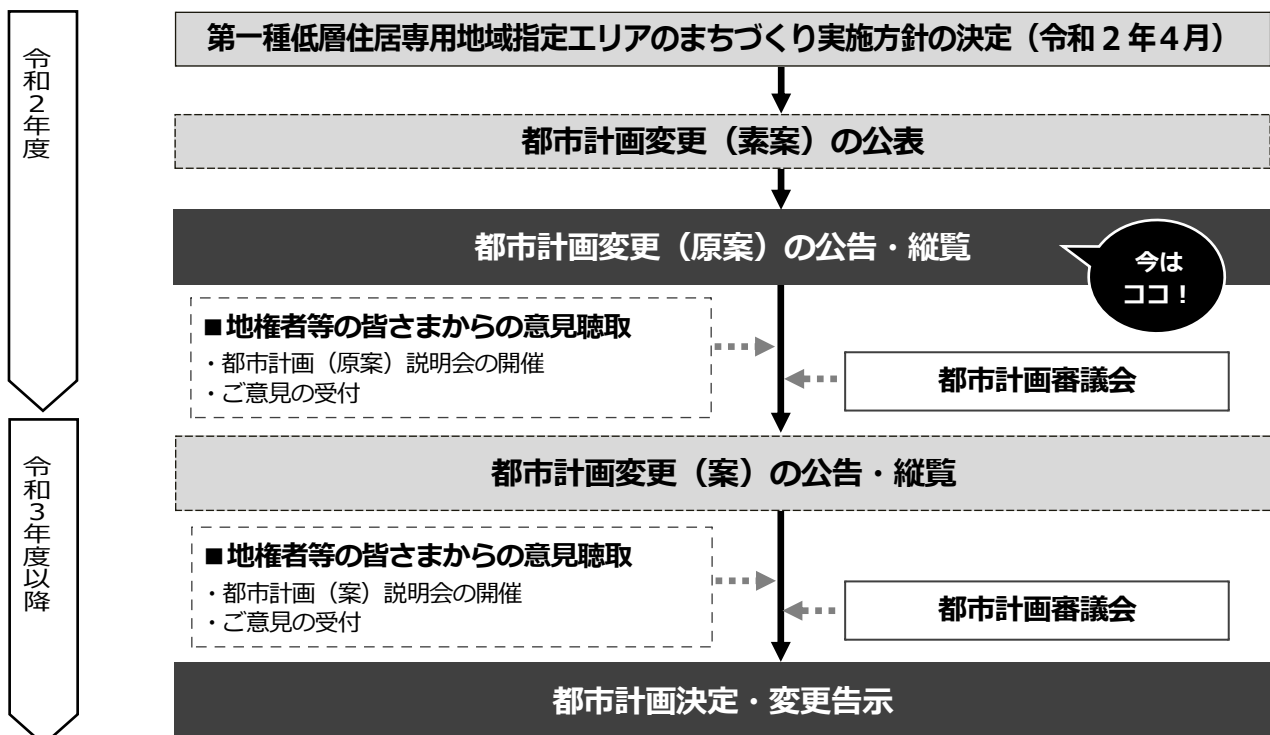 令和２年度
第一種低層住居専用地域指定エリアのまちづくり実施方針の決定（令和２年４月）
都市計画変更（素案）の公表
都市計画変更（原案）の公告・縦覧
今は
ココ！
■地権者等の皆さまからの意見聴取
・都市計画（原案）説明会の開催
・ご意見の受付
都市計画審議会
令和３年度以降
都市計画変更（案）の公告・縦覧
■地権者等の皆さまからの意見聴取
・都市計画（案）説明会の開催
・ご意見の受付
都市計画審議会
都市計画決定・変更告示